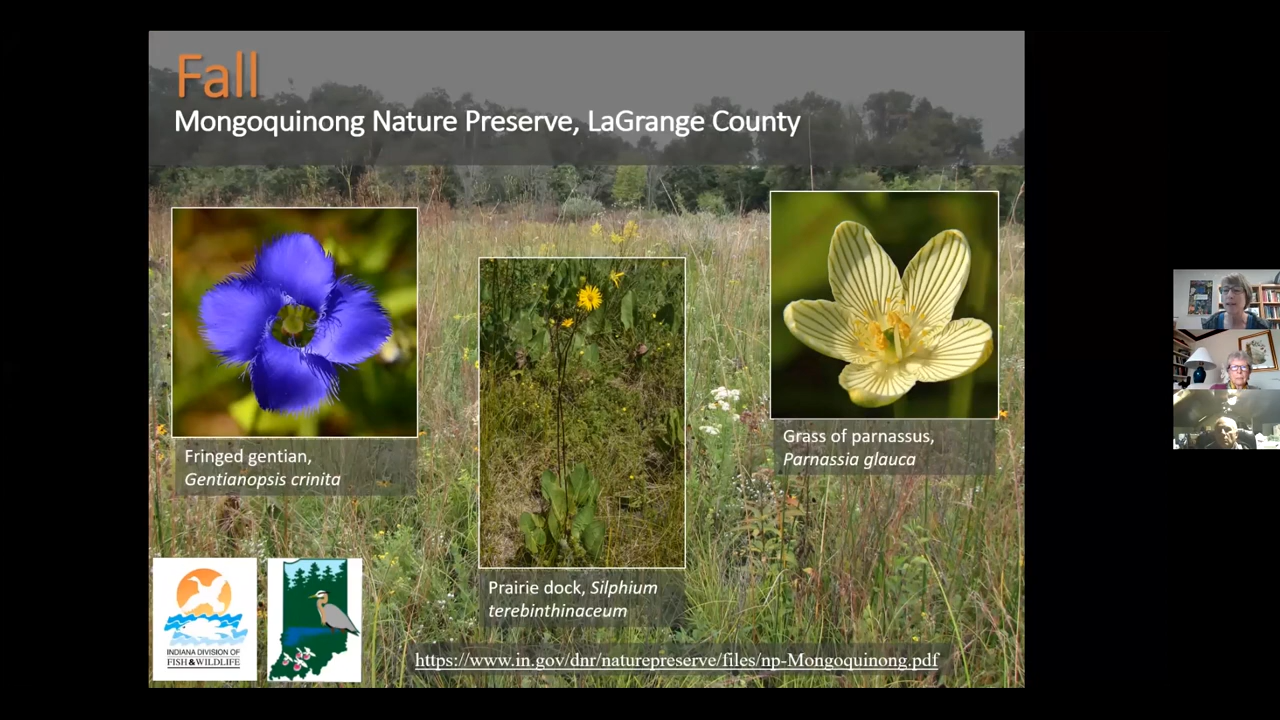 Fall
Mongoquinong Nature Preserve, LaGrange County
Fringed gentian,
Gentianopsis crinita
Prairie dock, Silphium
terebinthinaceum
Grass of parnassus,
Parnassia glauca
INDIANA DIVISION OF
FISH & WILDLIFE
https://www.in.gov/dnr/naturepreserve/files/np-Mongoquinong.pdf